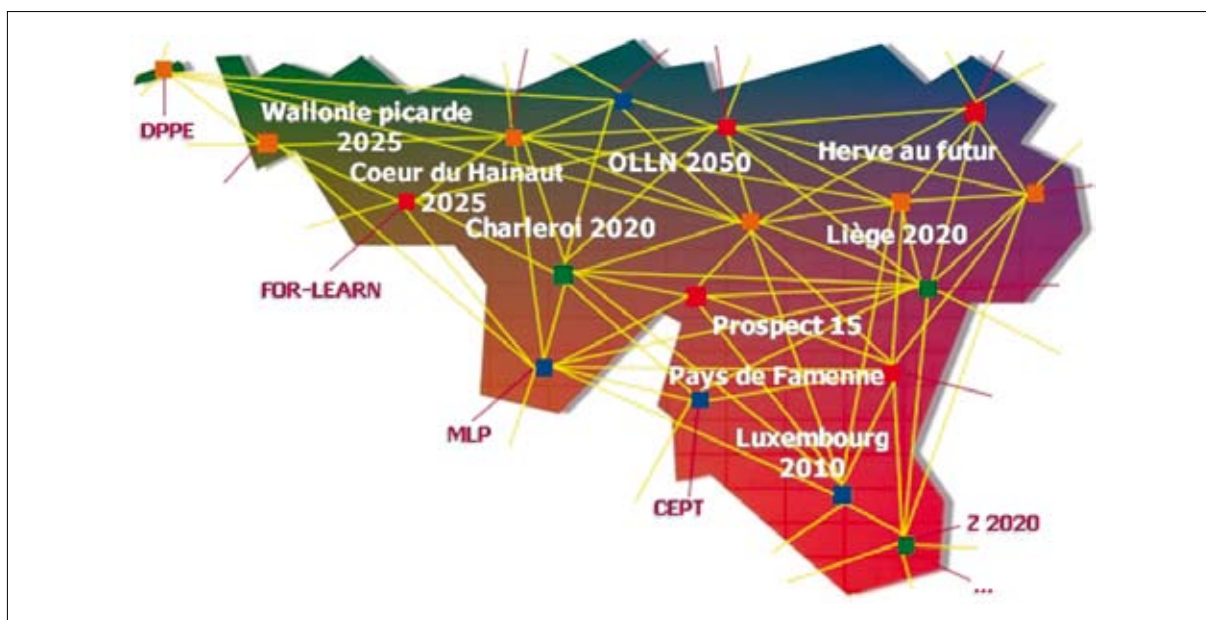 DPPE
Wallonie picarde
2025
Coeur du Hainaut
2025
OLLN 2050
Herve au futur
Charleroi 2020
Liège 2020
FOR-LEARN
Prospect 15
Pays de Famenne
MLP
Luxembourg
2010
CEPT
2 2020
...